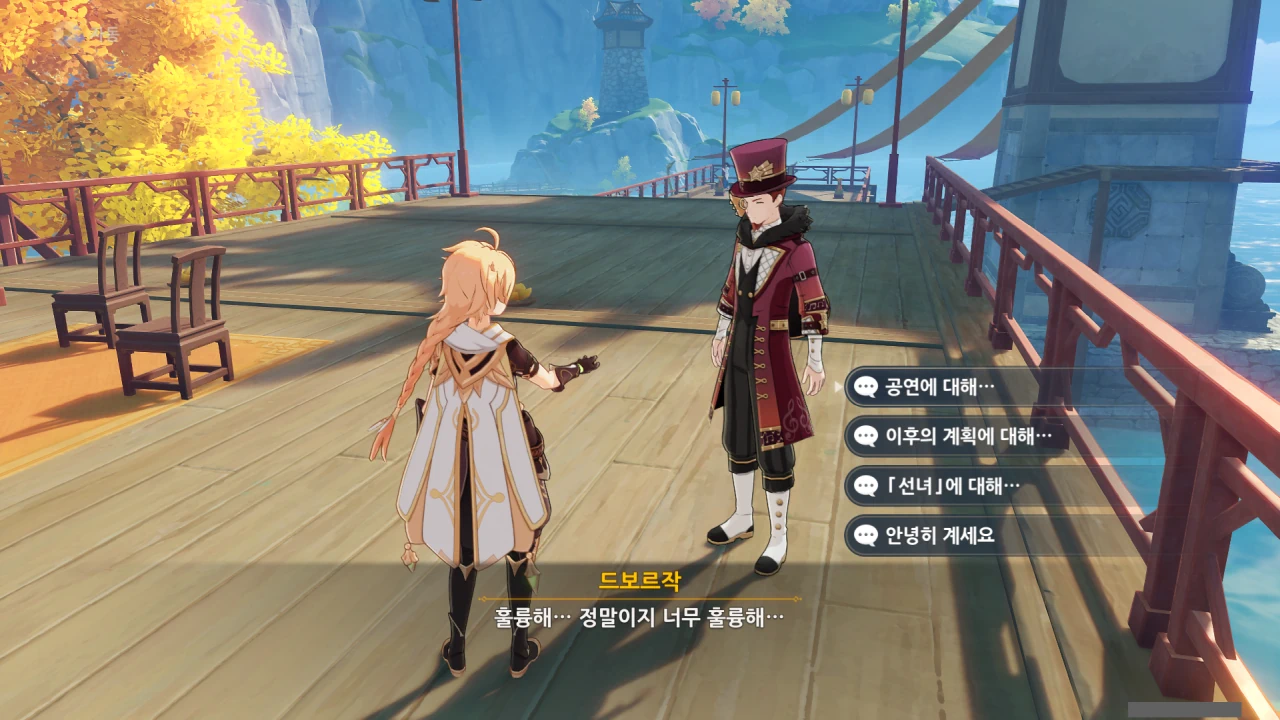 공연에 대해…
이후의 계획에 대해…
「선녀」에 대해…
안녕히 계세요
드보르작
훌륭해… 정말이지 너무 훌륭해…